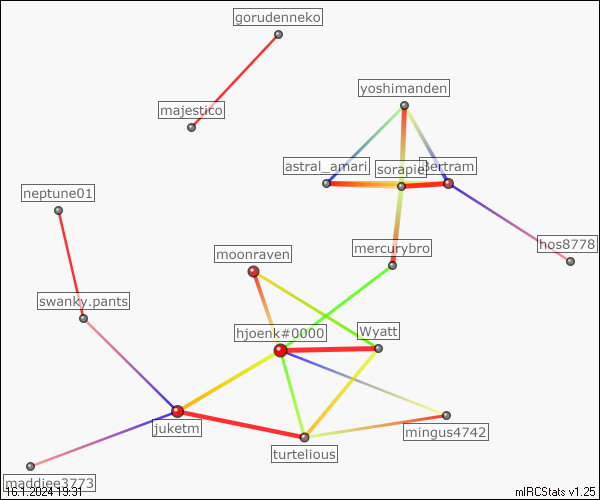 gorudenneko
majestico
yoshimanden
astral_amari
sorapie
Bertram
neptune01
hos8778
moonraven
mercurybro
swanky.pants
hjoenk#0000
Wyatt
juketm
mingus4742
turtelious
maddiee3773
16.1.2024 19:31
mIRCStats v1.25